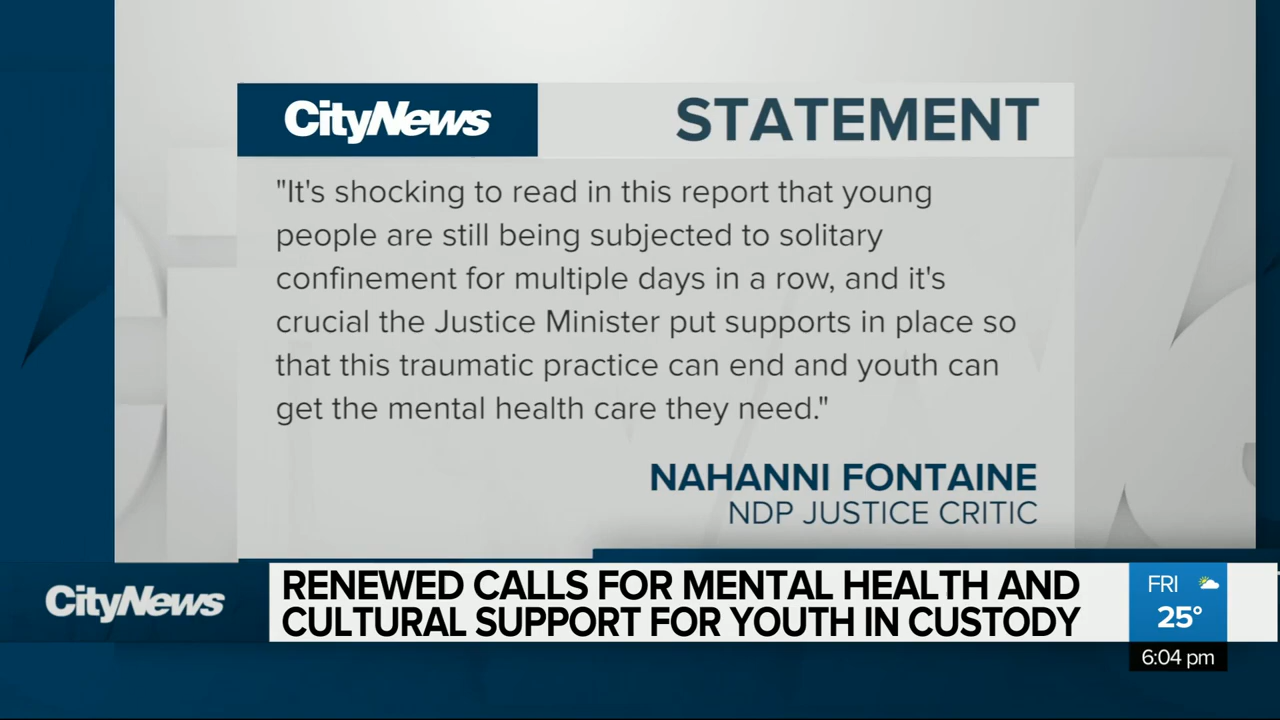 CityNews
STATEMENT
"It's shocking to read in this report that young
people are still being subjected to solitary
confinement for multiple days in a row, and it's
crucial the Justice Minister put supports in place so
that this traumatic practice can end and youth can
get the mental health care they need."
NAHANNI FONTAINE
NDP JUSTICE CRITIC
CityNews
RENEWED CALLS FOR MENTAL HEALTH AND
CULTURAL SUPPORT FOR YOUTH IN CUSTODY
FRI
25°
6:04 pm